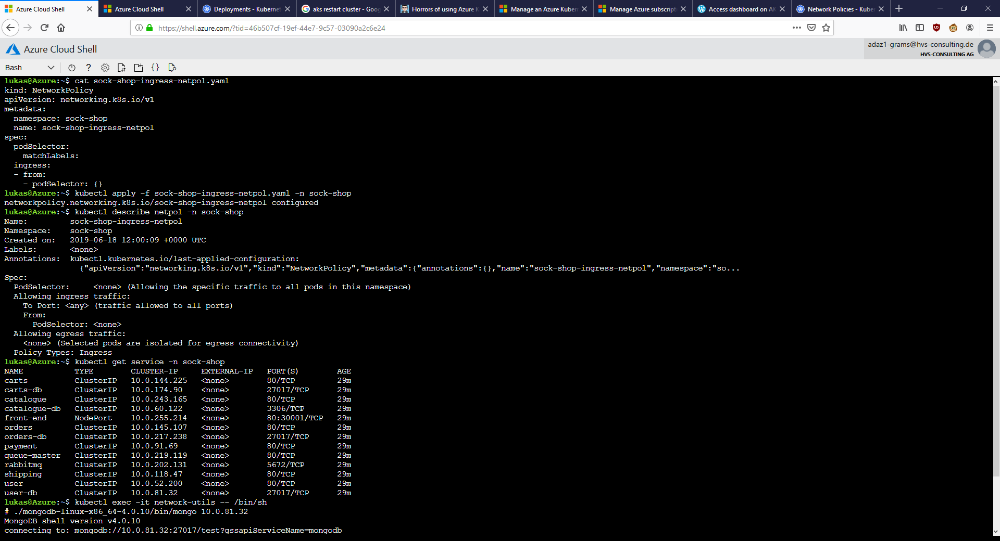 Azure Cloud Shell
Azure Cloud Shell
Deployments - Kubernet
aks restart cluster - Goog
Horrors of using Azure K
Manage an Azure Kubern
Manage Azure subscripti
Access dashboard on AK
Network Policies - Kuber
https://shell.azure.com/?tid=46b507cf-19ef-44e7-9c57-03090a2c6e24
Azure Cloud Shell
adaz1-grams@hvs-consulting.de
HVS-CONSULTING AG
Bash
lukas@Azure:~$ cat sock-shop-ingress-netpol.yaml
kind: NetworkPolicy
apiVersion: networking.k8s.io/v1
metadata:
  namespace: sock-shop
  name: sock-shop-ingress-netpol
spec:
  podSelector:
    matchLabels:
  ingress:
  - from:
    - podSelector: {}
lukas@Azure:~$ kubectl apply -f sock-shop-ingress-netpol.yaml -n sock-shop
networkpolicy.networking.k8s.io/sock-shop-ingress-netpol configured
lukas@Azure:~$ kubectl describe netpol -n sock-shop
Name:         sock-shop-ingress-netpol
Namespace:    sock-shop
Created on:   2019-06-18 12:00:09 +0000 UTC
Labels:       <none>
Annotations:  kubectl.kubernetes.io/last-applied-configuration:
                {"apiVersion":"networking.k8s.io/v1","kind":"NetworkPolicy","metadata":{"annotations":{},"name":"sock-shop-ingress-netpol","namespace":"so...
Spec:
  PodSelector:     <none> (Allowing the specific traffic to all pods in this namespace)
  Allowing ingress traffic:
    To Port: <any> (traffic allowed to all ports)
    From:
      PodSelector: <none>
  Allowing egress traffic:
    <none> (Selected pods are isolated for egress connectivity)
  Policy Types: Ingress
lukas@Azure:~$ kubectl get service -n sock-shop
NAME           TYPE        CLUSTER-IP     EXTERNAL-IP   PORT(S)        AGE
carts          ClusterIP   10.0.144.225   <none>        80/TCP         29m
carts-db       ClusterIP   10.0.174.90    <none>        27017/TCP      29m
catalogue      ClusterIP   10.0.243.165   <none>        80/TCP         29m
catalogue-db   ClusterIP   10.0.60.122    <none>        3306/TCP       29m
front-end      NodePort    10.0.255.214   <none>        80:30001/TCP   29m
orders         ClusterIP   10.0.145.107   <none>        80/TCP         29m
orders-db      ClusterIP   10.0.217.238   <none>        27017/TCP      29m
payment        ClusterIP   10.0.91.69     <none>        80/TCP         29m
queue-master   ClusterIP   10.0.219.119   <none>        80/TCP         29m
rabbitmq       ClusterIP   10.0.202.131   <none>        5672/TCP       29m
shipping       ClusterIP   10.0.118.47    <none>        80/TCP         29m
user           ClusterIP   10.0.52.200    <none>        80/TCP         29m
user-db        ClusterIP   10.0.81.32     <none>        27017/TCP      29m
lukas@Azure:~$ kubectl exec -it network-utils -- /bin/sh
# ./mongodb-linux-x86_64-4.0.10/bin/mongo 10.0.81.32
MongoDB shell version v4.0.10
connecting to: mongodb://10.0.81.32:27017/test?gssapiServiceName=mongodb